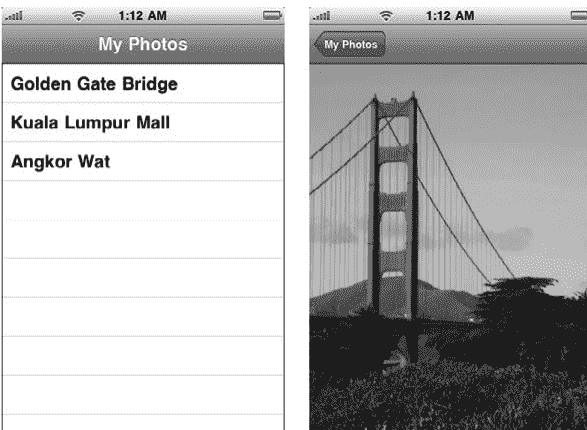 1:12 AM
My Photos
Golden Gate Bridge
Kuala Lumpur Mall
Angkor Wat
1:12 AM
My Photos